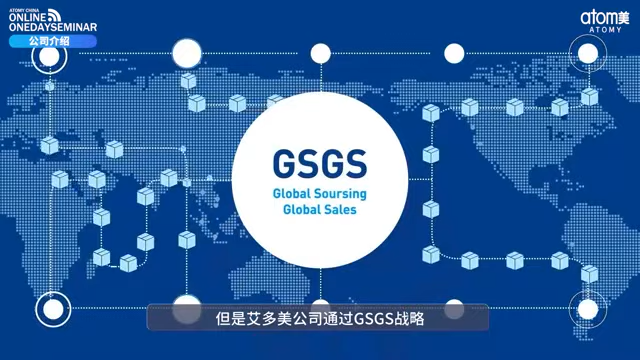 ATOMY CHINA
ONLINE
ONEDAYSEMINAR
公司介绍
atom美
ATOMY
GSGS
Global Soursing
Global Sales
但是艾多美公司通过GSGS战略